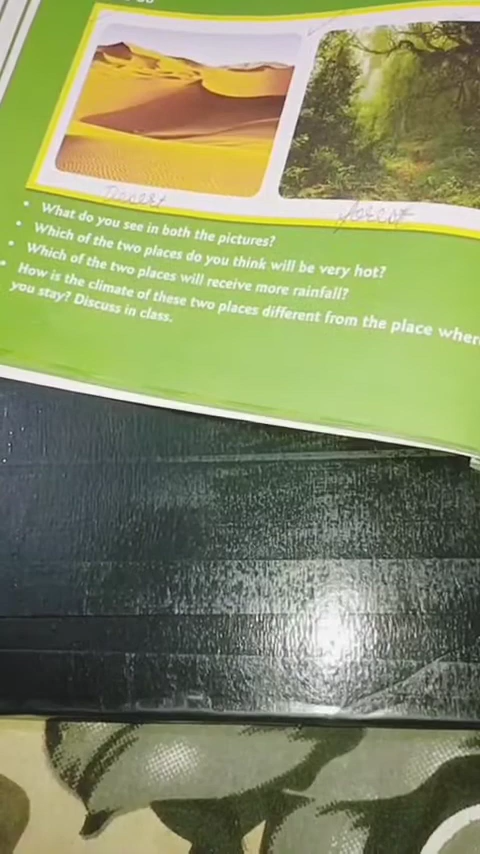 Desert
forest
• What do you see in both the pictures?
• Which of the two places do you think will be very hot?
• Which of the two places will receive more rainfall?
• How is the climate of these two places different from the place where
you stay? Discuss in class.